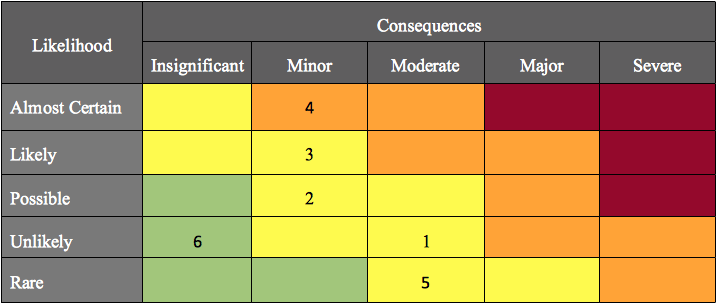 Likelihood
Consequences
Insignificant Minor Moderate Major Severe
Almost Certain 4
Likely 3
Possible 2
Unlikely 6 1
Rare 5